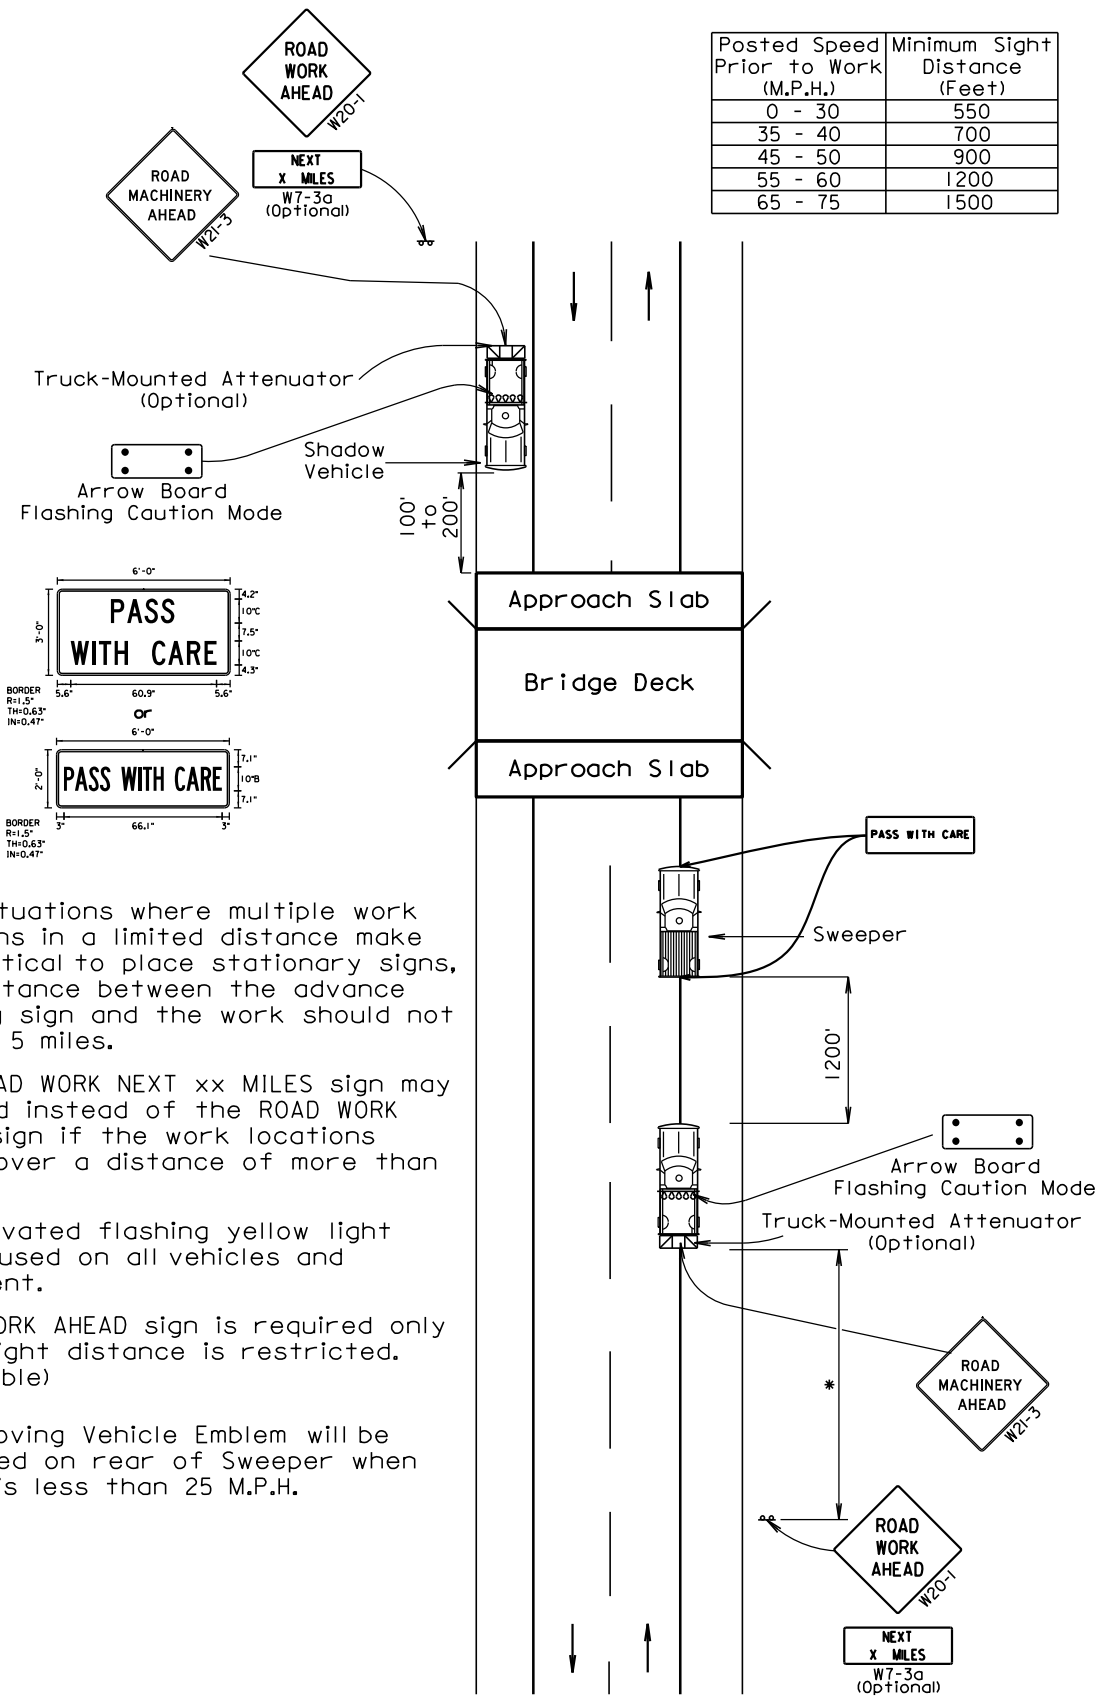 ROAD
WORK
AHEAD
W20-1
NEXT
X MILES
W7-3a
(Optional)
ROAD
MACHINERY
AHEAD
W21-3
Posted Speed Prior to Work (M.P.H.) Minimum Sight Distance (Feet)
0 - 30 550
35 - 40 700
45 - 50 900
55 - 60 1200
65 - 75 1500
Truck-Mounted Attenuator
(Optional)
Arrow Board
Flashing Caution Mode
Shadow
Vehicle
100'
to
200'
Approach Slab
Bridge Deck
Approach Slab
6'-0"
3'-0"
PASS
WITH CARE
4.2"
10"C
7.5"
10"C
4.3"
5.6" 60.9" 5.6"
BORDER
R=1.5"
TH=0.63"
IN=0.47"
or
6'-0"
2'-0"
PASS WITH CARE
7.1"
10"B
7.1"
3" 66.1" 3"
BORDER
R=1.5"
TH=0.63"
IN=0.47"
PASS WITH CARE
Sweeper
1200'
Arrow Board
Flashing Caution Mode
Truck-Mounted Attenuator
(Optional)
*
ROAD
MACHINERY
AHEAD
W21-3
ROAD
WORK
AHEAD
W20-1
NEXT
X MILES
W7-3a
(Optional)
tuations where multiple work
ns in a limited distance make
tical to place stationary signs,
tance between the advance
g sign and the work should not
5 miles.
AD WORK NEXT xx MILES sign may
d instead of the ROAD WORK
sign if the work locations
over a distance of more than
vated flashing yellow light
used on all vehicles and
ent.
ORK AHEAD sign is required only
ight distance is restricted.
ble)
oving Vehicle Emblem will be
ed on rear of Sweeper when
is less than 25 M.P.H.